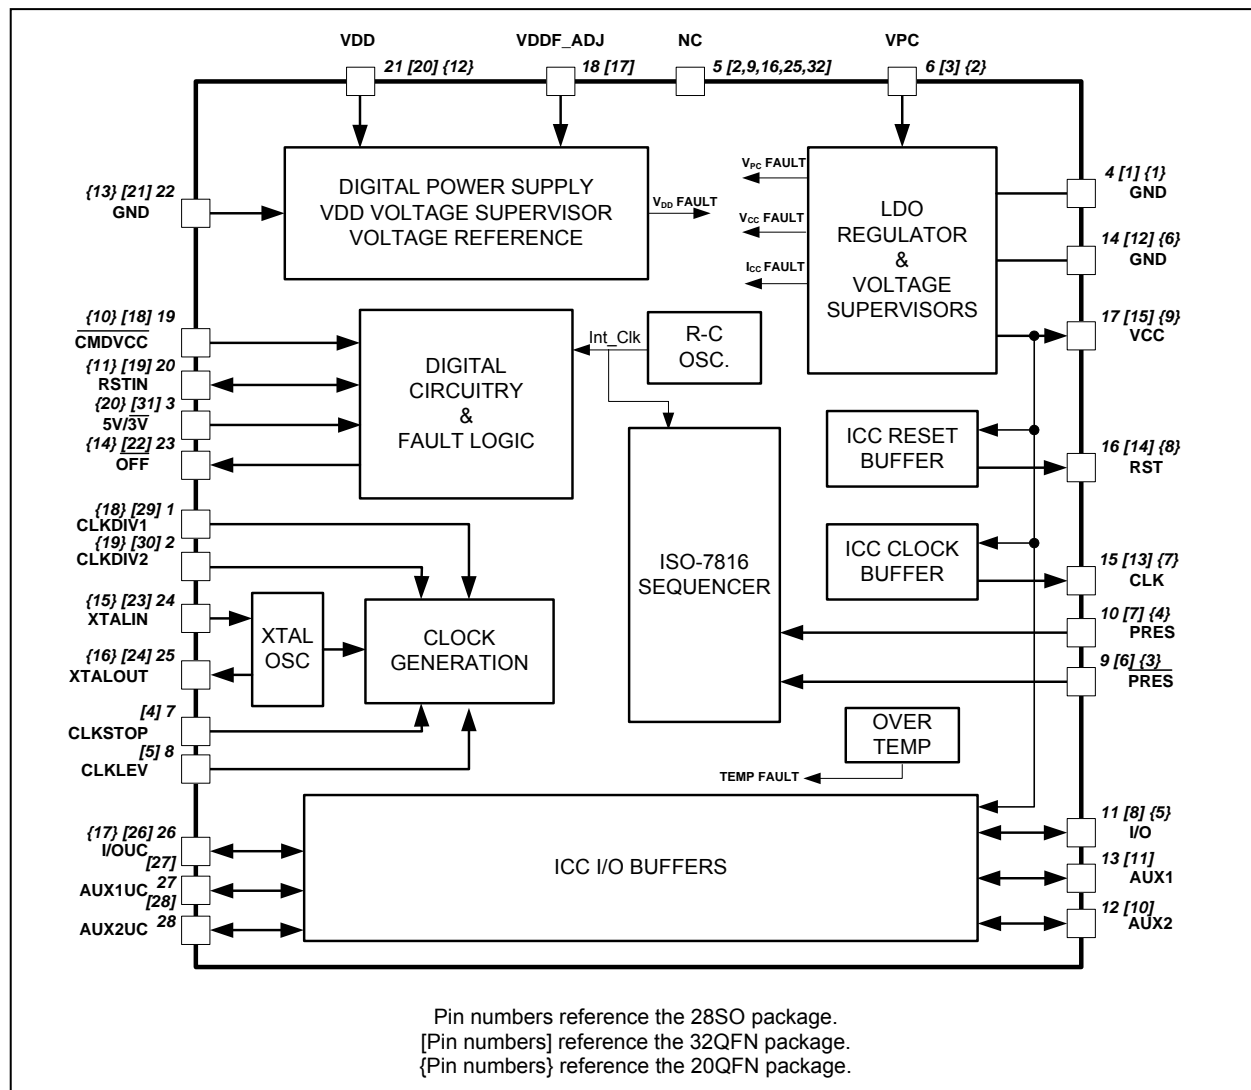 VDD
VDDF_ADJ
NC
VPC
21 [20] {12}
18 [17]
5 [2,9,16,25,32]
6 [3] {2}
{13} [21] 22
GND
DIGITAL POWER SUPPLY
VDD VOLTAGE SUPERVISOR
VOLTAGE REFERENCE
VDD FAULT
VPC FAULT
VCC FAULT
ICC FAULT
LDO
REGULATOR
&
VOLTAGE
SUPERVISORS
4 [1] {1}
GND
14 [12] {6}
GND
17 [15] {9}
VCC
{10} [18] 19
CMDVCC
{11} [19] 20
RSTIN
{20} [31] 3
5V/3V
{14} [22] 23
OFF
DIGITAL
CIRCUITRY
&
FAULT LOGIC
Int_Clk
R-C
OSC.
ISO-7816
SEQUENCER
ICC RESET
BUFFER
16 [14] {8}
RST
ICC CLOCK
BUFFER
15 [13] {7}
CLK
10 [7] {4}
PRES
9 [6] {3}
PRES
{18} [29] 1
CLKDIV1
{19} [30] 2
CLKDIV2
{15} [23] 24
XTALIN
{16} [24] 25
XTALOUT
[4] 7
CLKSTOP
[5] 8
CLKLEV
XTAL
OSC
CLOCK
GENERATION
OVER
TEMP
TEMP FAULT
{17} [26] 26
I/OUC
[27]
AUX1UC 27
[28]
AUX2UC 28
ICC I/O BUFFERS
11 [8] {5}
I/O
13 [11]
AUX1
12 [10]
AUX2
Pin numbers reference the 28SO package.
[Pin numbers] reference the 32QFN package.
{Pin numbers} reference the 20QFN package.